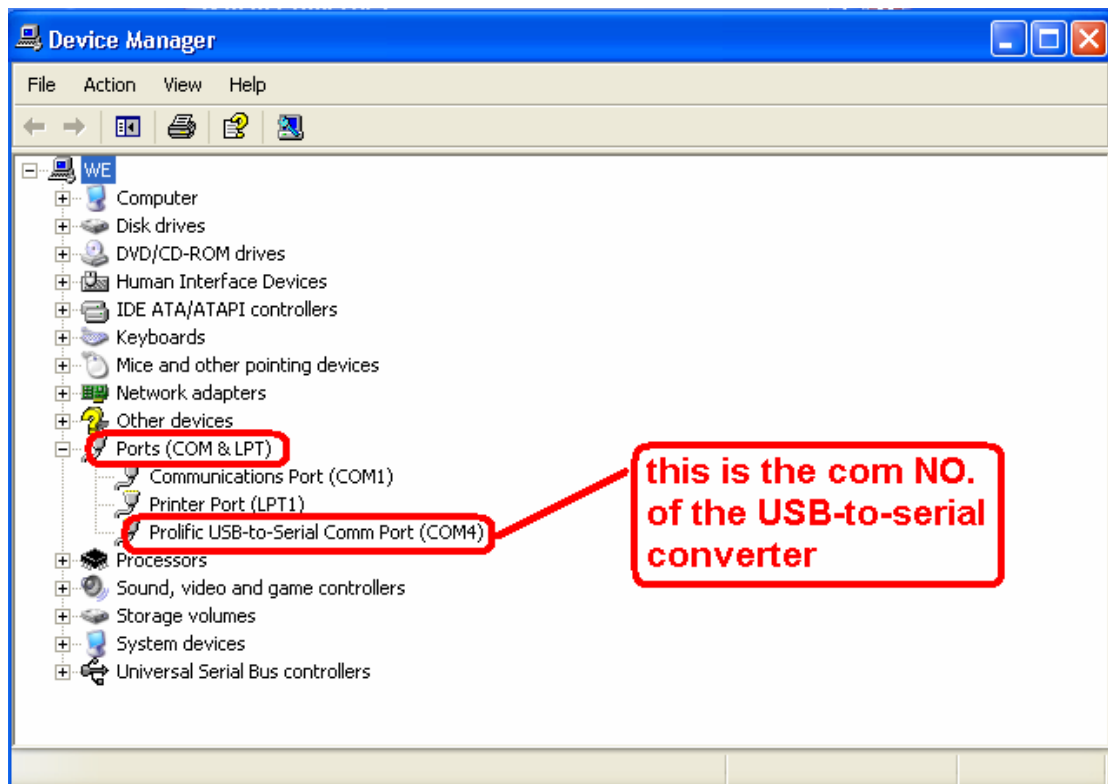 Device Manager
File Action View Help
WE
Computer
Disk drives
DVD/CD-ROM drives
Human Interface Devices
IDE ATA/ATAPI controllers
Keyboards
Mice and other pointing devices
Network adapters
Other devices
Ports (COM & LPT)
Communications Port (COM1)
Printer Port (LPT1)
Prolific USB-to-Serial Comm Port (COM4)
Processors
Sound, video and game controllers
Storage volumes
System devices
Universal Serial Bus controllers
this is the com NO.
of the USB-to-serial
converter